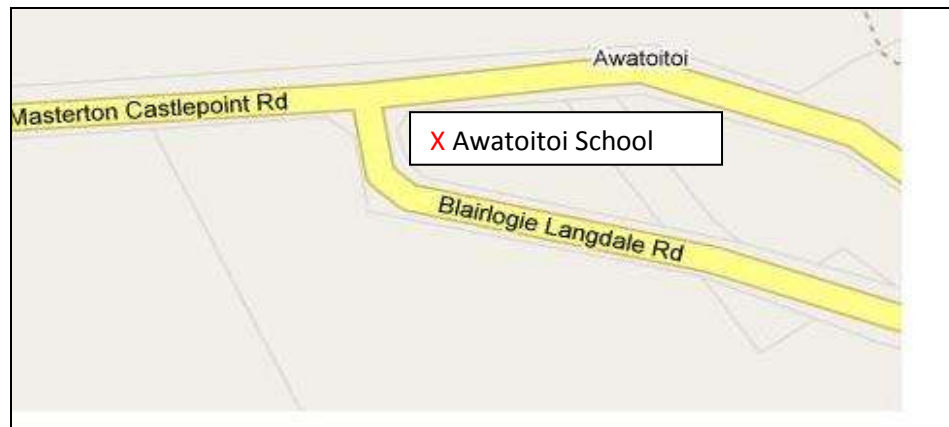 Awatoitoi
Masterton Castlepoint Rd
X Awatoitoi School
Blairlogie Langdale Rd